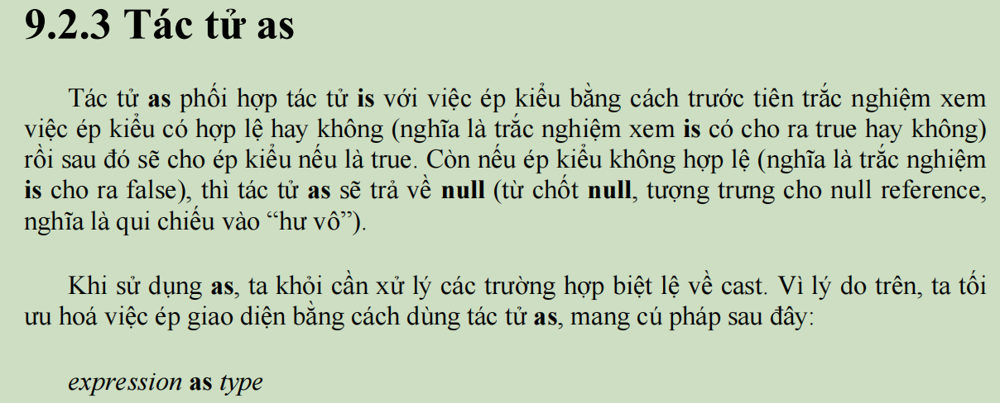 9.2.3 Tác tử as
Tác tử as phối hợp tác tử is với việc ép kiểu bằng cách trước tiên trắc nghiệm xem
việc ép kiểu có hợp lệ hay không (nghĩa là trắc nghiệm xem is có cho ra true hay không)
rồi sau đó sẽ cho ép kiểu nếu là true. Còn nếu ép kiểu không hợp lệ (nghĩa là trắc nghiệm
is cho ra false), thì tác tử as sẽ trả về null (từ chốt null, tượng trưng cho null reference,
nghĩa là qui chiếu vào “hư vô”).
Khi sử dụng as, ta khỏi cần xử lý các trường hợp biệt lệ về cast. Vì lý do trên, ta tối
ưu hoá việc ép giao diện bằng cách dùng tác tử as, mang cú pháp sau đây:
expression as type